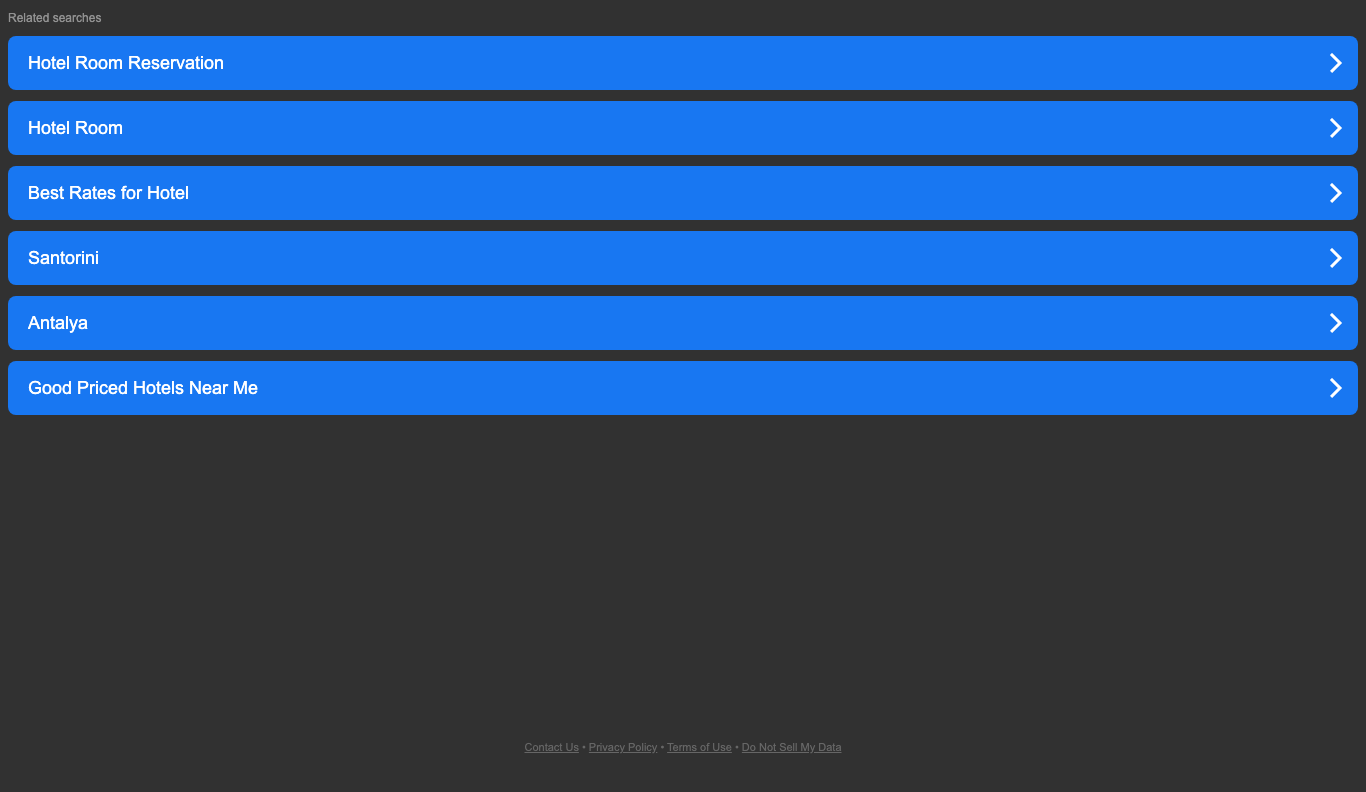 Related searches
Hotel Room Reservation
Hotel Room
Best Rates for Hotel
Santorini
Antalya
Good Priced Hotels Near Me
Contact Us • Privacy Policy • Terms of Use • Do Not Sell My Data